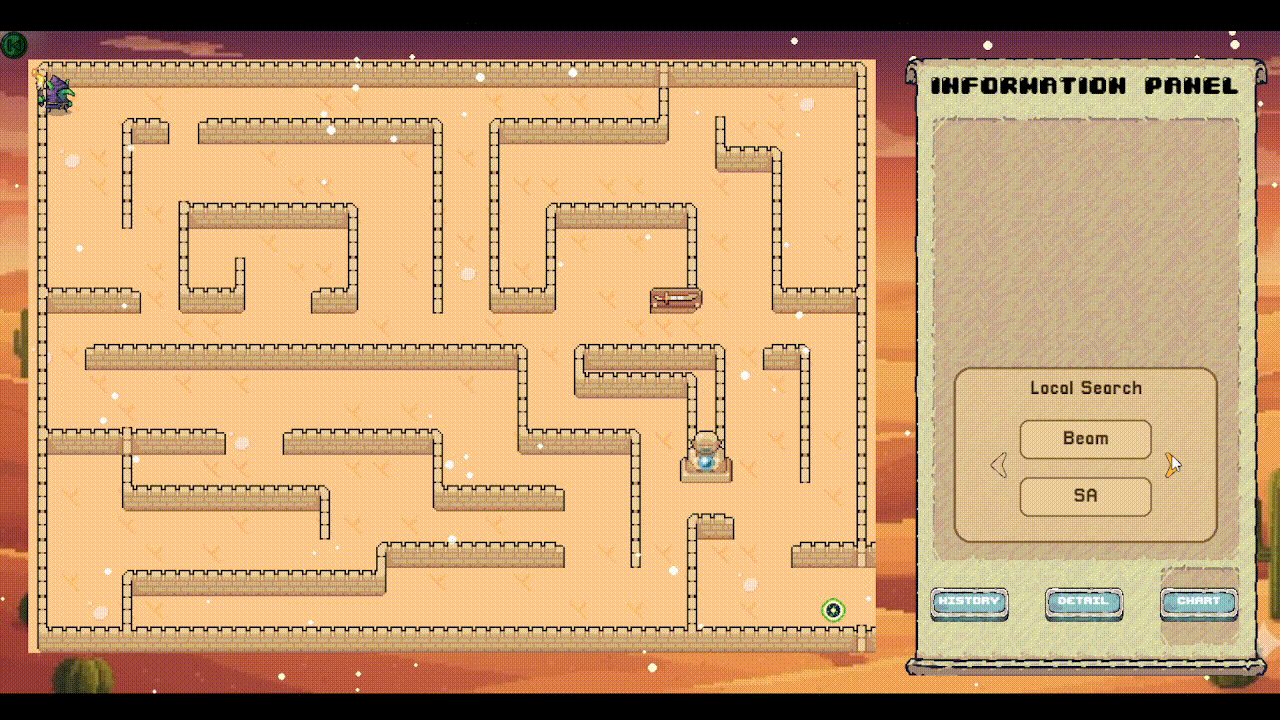 INFORMATION PANEL
Local Search
Beam
SA
HISTORY
DETAIL
CHART